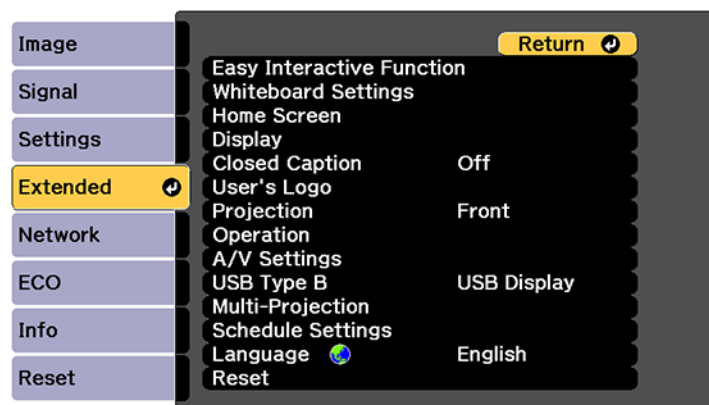 Image
Signal
Settings
Extended
Network
ECO
Info
Reset
Return
Easy Interactive Function
Whiteboard Settings
Home Screen
Display
Closed Caption Off
User's Logo
Projection Front
Operation
A/V Settings
USB Type B USB Display
Multi-Projection
Schedule Settings
Language English
Reset